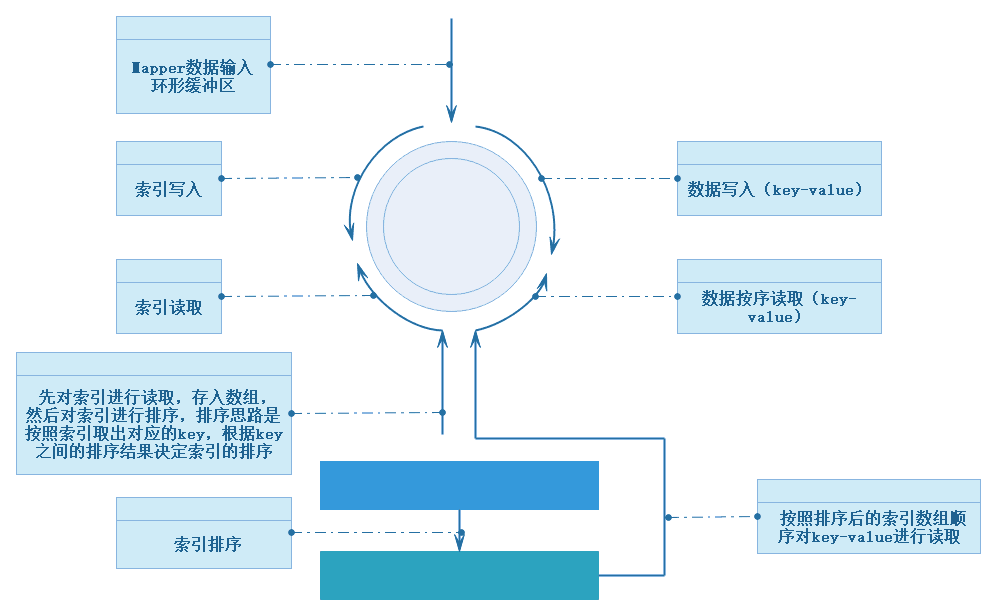 Mapper数据输入
环形缓冲区
索引写入
数据写入（key-value）
索引读取
数据按序读取（key-
value）
先对索引进行读取，存入数组，
然后对索引进行排序，排序思路是
按照索引取出对应的key，根据key
之间的排序结果决定索引的排序
索引排序
按照排序后的索引数组顺
序对key-value进行读取